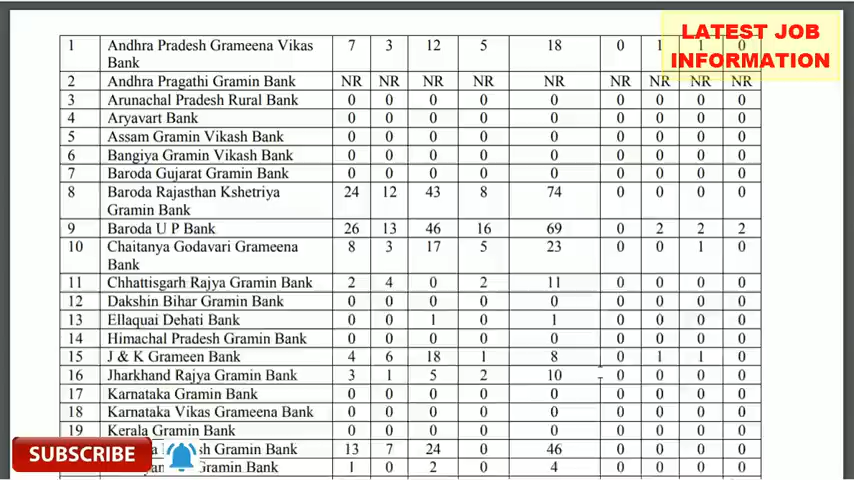 LATEST JOB
INFORMATION
1 Andhra Pradesh Grameena Vikas 7 3 12 5 18 0 1 1 0
Bank
2 Andhra Pragathi Gramin Bank NR NR NR NR NR NR NR NR NR
3 Arunachal Pradesh Rural Bank 0 0 0 0 0 0 0 0 0
4 Aryavart Bank 0 0 0 0 0 0 0 0 0
5 Assam Gramin Vikash Bank 0 0 0 0 0 0 0 0 0
6 Bangiya Gramin Vikash Bank 0 0 0 0 0 0 0 0 0
7 Baroda Gujarat Gramin Bank 0 0 0 0 0 0 0 0 0
8 Baroda Rajasthan Kshetriya 24 12 43 8 74 0 0 0 0
Gramin Bank
9 Baroda U P Bank 26 13 46 16 69 0 2 2 2
10 Chaitanya Godavari Grameena 8 3 17 5 23 0 0 1 0
Bank
11 Chhattisgarh Rajya Gramin Bank 2 4 0 2 11 0 0 0 0
12 Dakshin Bihar Gramin Bank 0 0 0 0 0 0 0 0 0
13 Ellaquai Dehati Bank 0 0 1 0 1 0 0 0 0
14 Himachal Pradesh Gramin Bank 0 0 0 0 0 0 0 0 0
15 J & K Grameen Bank 4 6 18 1 8 0 1 1 0
16 Jharkhand Rajya Gramin Bank 3 1 5 2 10 0 0 0 0
17 Karnataka Gramin Bank 0 0 0 0 0 0 0 0 0
18 Karnataka Vikas Grameena Bank 0 0 0 0 0 0 0 0 0
19 Kerala Gramin Bank 0 0 0 0 0 0 0 0 0
Gramin Bank 13 7 24 0 46 0 0 0 0
Gramin Bank 1 0 2 0 4 0 0 0 0
SUBSCRIBE